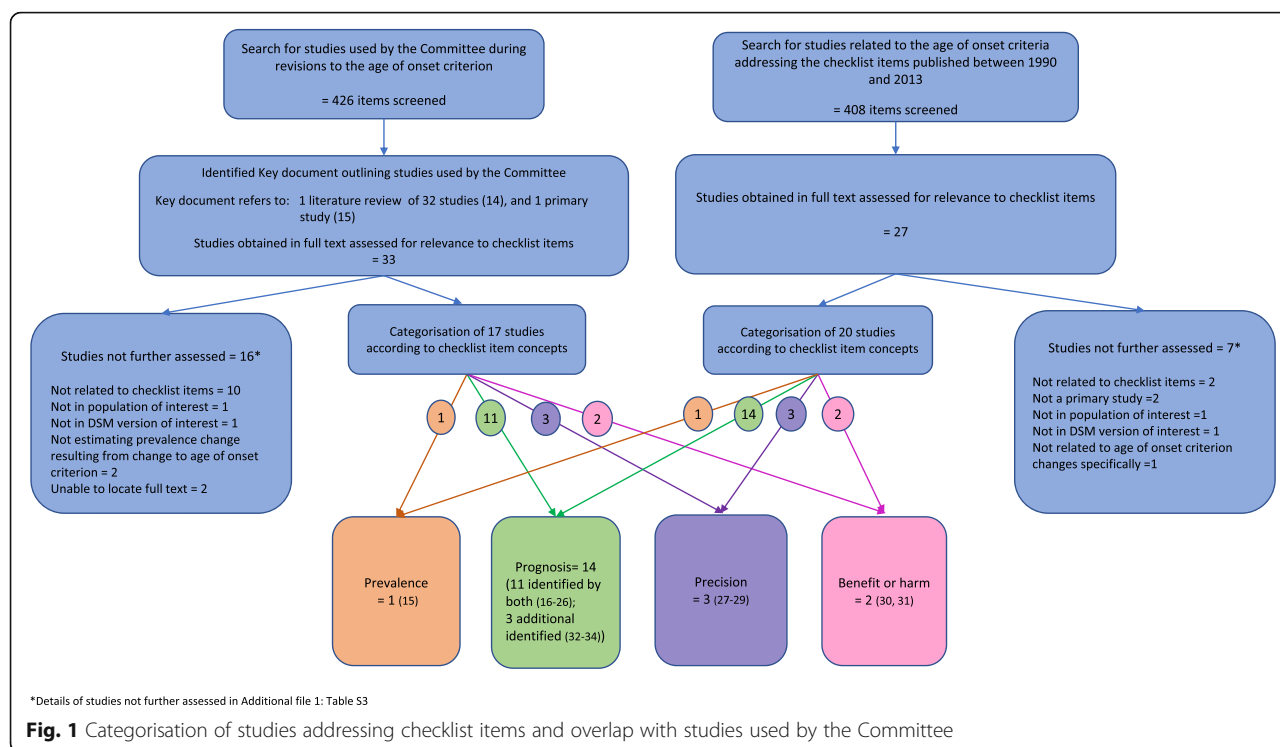 Search for studies used by the Committee during
revisions to the age of onset criterion
= 426 items screened
Search for studies related to the age of onset criteria
addressing the checklist items published between 1990
and 2013
= 408 items screened
Identified Key document outlining studies used by the Committee
Key document refers to: 1 literature review of 32 studies (14), and 1 primary
study (15)
Studies obtained in full text assessed for relevance to checklist items
= 33
Studies obtained in full text assessed for relevance to checklist items
= 27
Studies not further assessed = 16*
Not related to checklist items = 10
Not in population of interest = 1
Not in DSM version of interest = 1
Not estimating prevalence change
resulting from change to age of onset
criterion = 2
Unable to locate full text = 2
Categorisation of 17 studies
according to checklist item concepts
Categorisation of 20 studies
according to checklist item concepts
Studies not further assessed = 7*
Not related to checklist items = 2
Not a primary study =2
Not in population of interest =1
Not in DSM version of interest = 1
Not related to age of onset criterion
changes specifically =1
1
11
3
2
1
14
3
2
Prevalence
= 1 (15)
Prognosis= 14
(11 identified by
both (16-26);
3 additional
identified (32-34))
Precision
= 3 (27-29)
Benefit or harm
= 2 (30, 31)
*Details of studies not further assessed in Additional file 1: Table S3
Fig. 1 Categorisation of studies addressing checklist items and overlap with studies used by the Committee